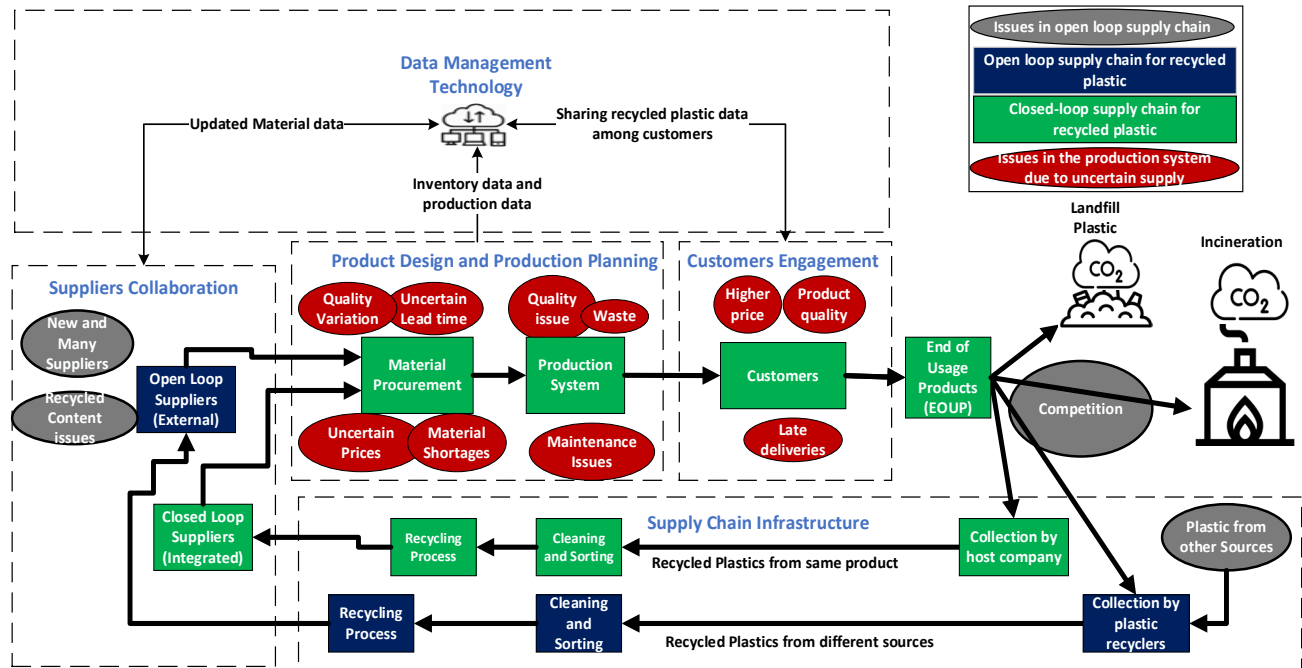 Issues in open loop supply chain
Open loop supply chain for recycled
plastic
Closed-loop supply chain for
recycled plastic
Issues in the production system
due to uncertain supply
Data Management
Technology
Updated Material data
Sharing recycled plastic data
among customers
Inventory data and
production data
Landfill
Plastic
CO2
Incineration
CO2
Suppliers Collaboration
New and
Many
Suppliers
Recycled
Content
issues
Open Loop
Suppliers
(External)
Closed Loop
Suppliers
(Integrated)
Product Design and Production Planning
Quality
Variation
Uncertain
Lead time
Quality
issue
Waste
Material
Procurement
Production
System
Uncertain
Prices
Material
Shortages
Maintenance
Issues
Customers Engagement
Higher
price
Product
quality
Customers
Late
deliveries
End of
Usage
Products
(EOUP)
Competition
Supply Chain Infrastructure
Recycling
Process
Cleaning
and Sorting
Recycled Plastics from same product
Collection by
host company
Plastic from
other Sources
Recycling
Process
Cleaning
and
Sorting
Recycled Plastics from different sources
Collection by
plastic
recyclers